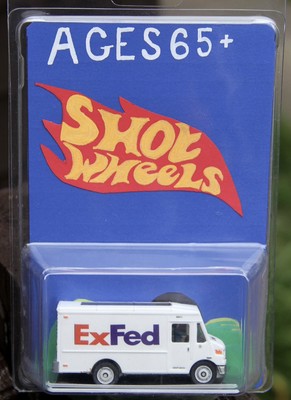 AGES 65+
SHOT
WHEELS
ExFed